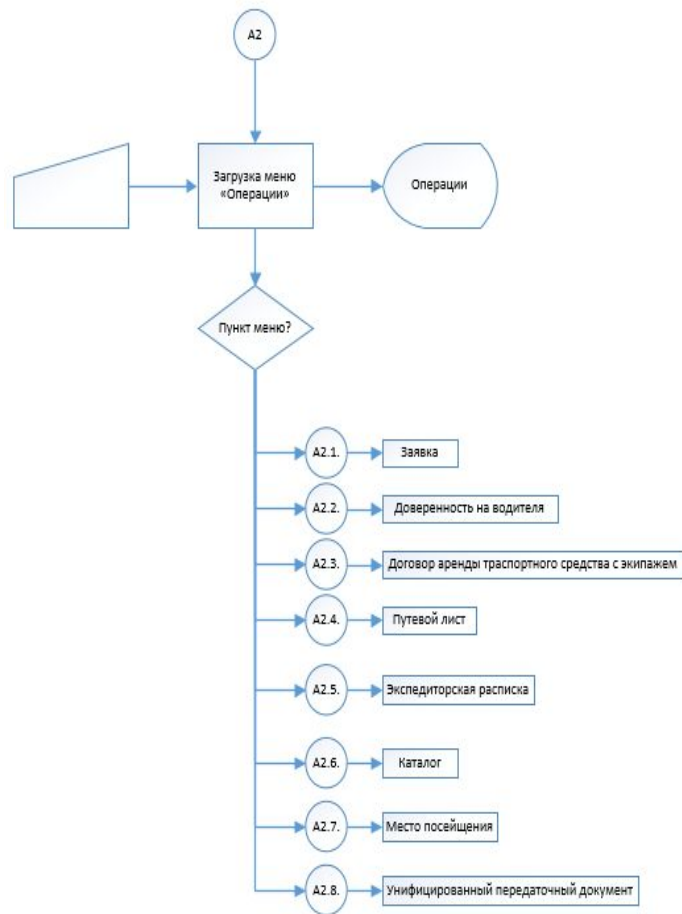 A2
Загрузка меню
«Операции»
Операции
Пункт меню?
A2.1.
Заявка
A2.2.
Доверенность на водителя
A2.3.
Договор аренды траспортного средства с экипажем
A2.4.
Путевой лист
A2.5.
Экспедиторская расписка
A2.6.
Каталог
A2.7.
Место посейщения
A2.8.
Унифицированный передаточный документ